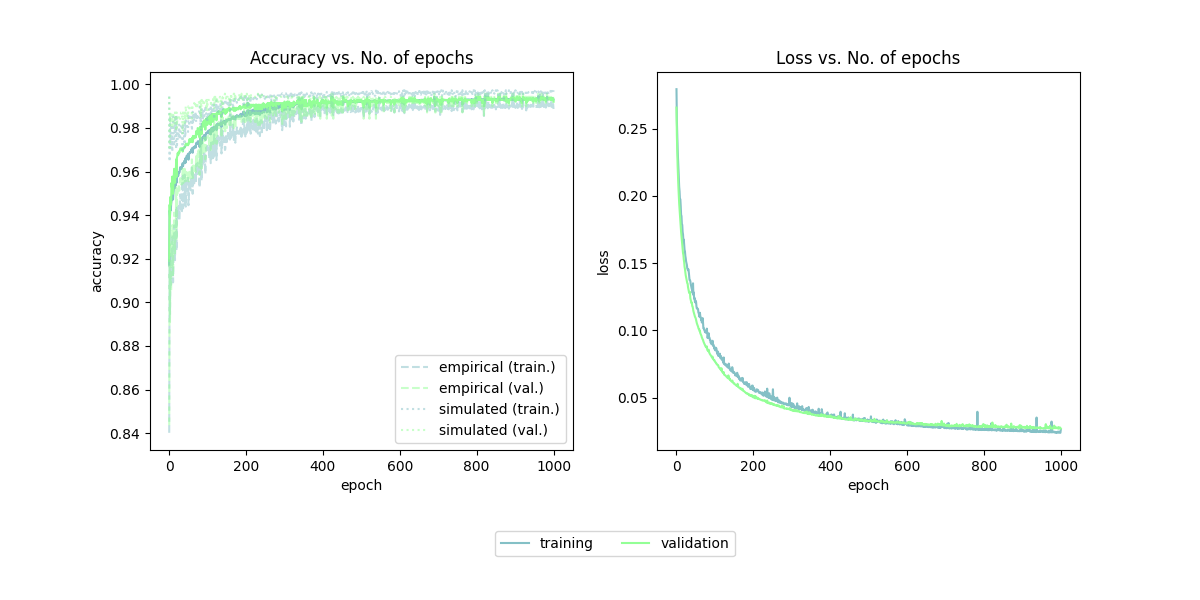 Accuracy vs. No. of epochs
1.00
0.98
0.96
0.94
0.92
0.90
0.88
0.86
0.84
accuracy
0 200 400 600 800 1000
epoch
empirical (train.)
empirical (val.)
simulated (train.)
simulated (val.)
Loss vs. No. of epochs
0.25
0.20
0.15
0.10
0.05
loss
0 200 400 600 800 1000
epoch
training validation